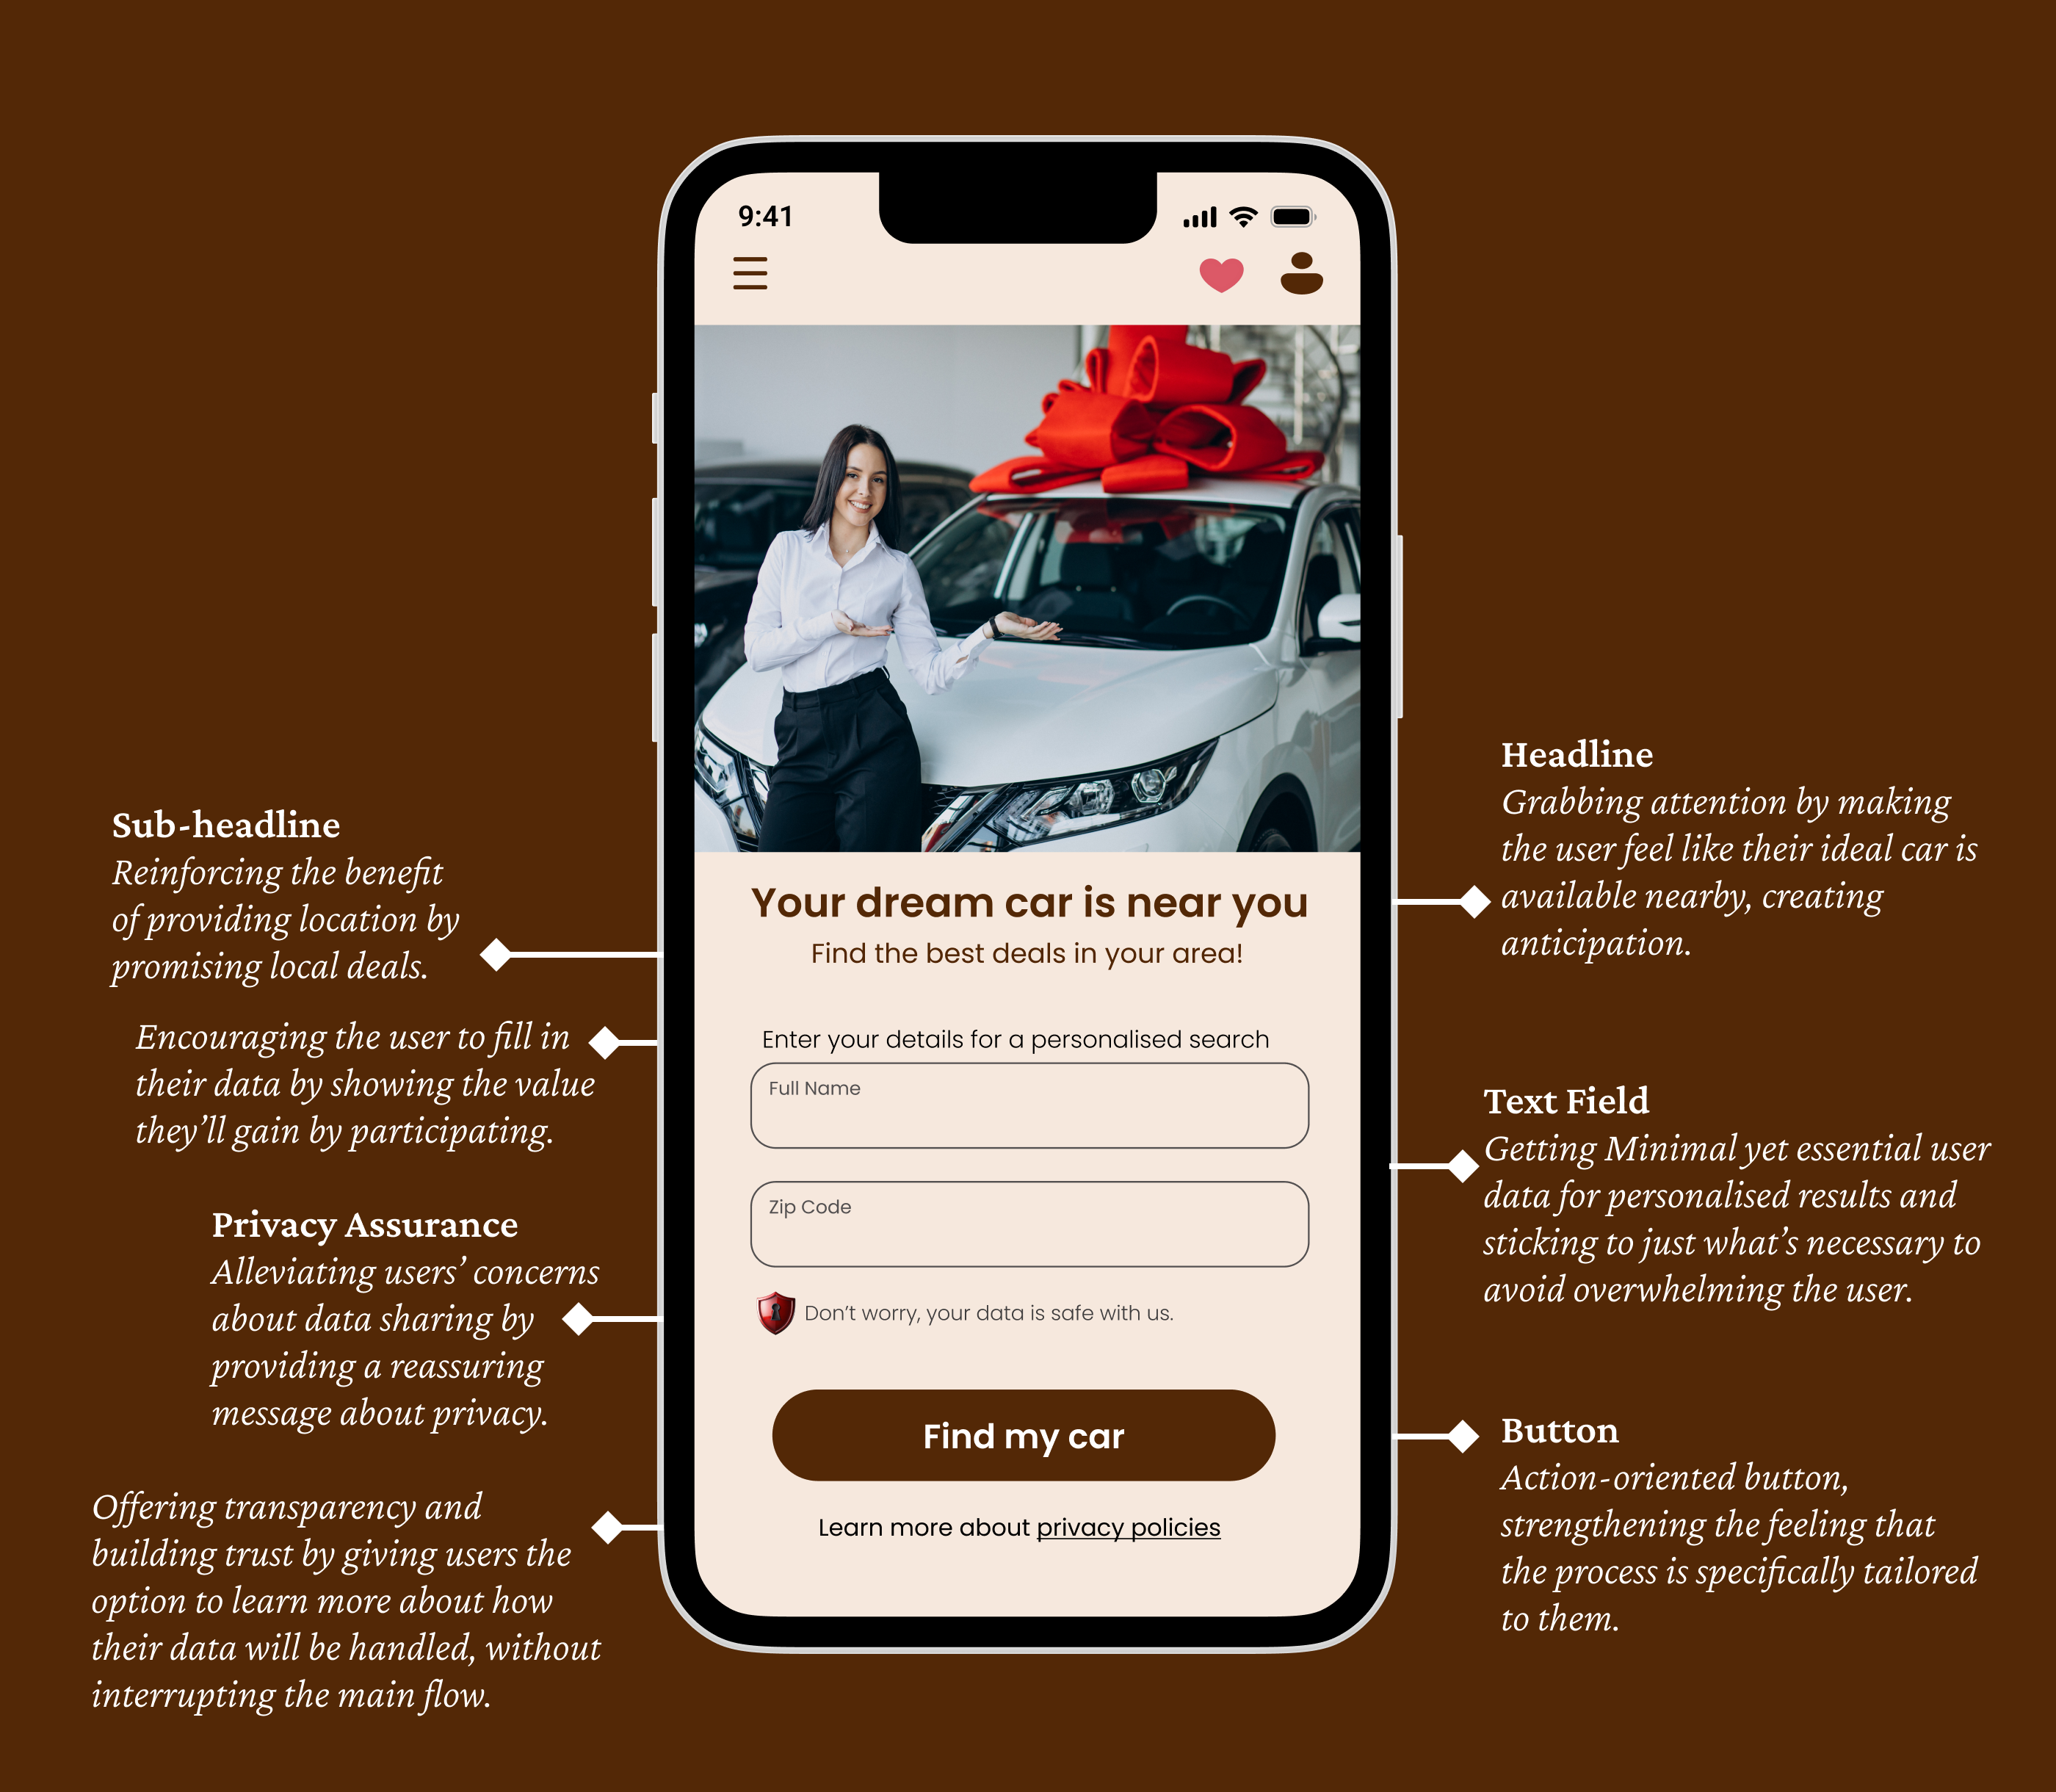 9:41
Your dream car is near you
Find the best deals in your area!
Enter your details for a personalised search
Full Name
Zip Code
Don't worry, your data is safe with us.
Find my car
Learn more about privacy policies
Sub-headline
Reinforcing the benefit
of providing location by
promising local deals.
Encouraging the user to fill in
their data by showing the value
they’ll gain by participating.
Privacy Assurance
Alleviating users’ concerns
about data sharing by
providing a reassuring
message about privacy.
Offering transparency and
building trust by giving users the
option to learn more about how
their data will be handled, without
interrupting the main flow.
Headline
Grabbing attention by making
the user feel like their ideal car is
available nearby, creating
anticipation.
Text Field
Getting Minimal yet essential user
data for personalised results and
sticking to just what’s necessary to
avoid overwhelming the user.
Button
Action-oriented button,
strengthening the feeling that
the process is specifically tailored
to them.